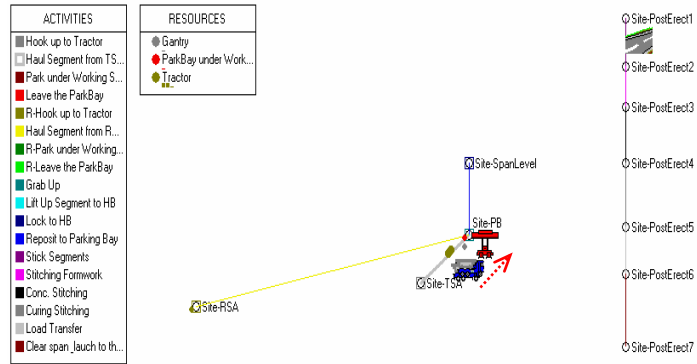 ACTIVITIES
Hook up to Tractor
Haul Segment from TS...
Park under Working S...
Leave the ParkBay
R-Hook up to Tractor
Haul Segment from R...
R-Park under Working...
R-Leave the ParkBay
Grab Up
Lift Up Segment to HB
Lock to HB
Reposit to Parking Bay
Stick Segments
Stitching Formwork
Conc. Stitching
Curing Stitching
Load Transfer
Clear span_lauch to th...
RESOURCES
Gantry
ParkBay under Work...
Tractor
Site-SpanLevel
Site-PB
Site-TSA
Site-RSA
Site-PostErect1
Site-PostErect2
Site-PostErect3
Site-PostErect4
Site-PostErect5
Site-PostErect6
Site-PostErect7